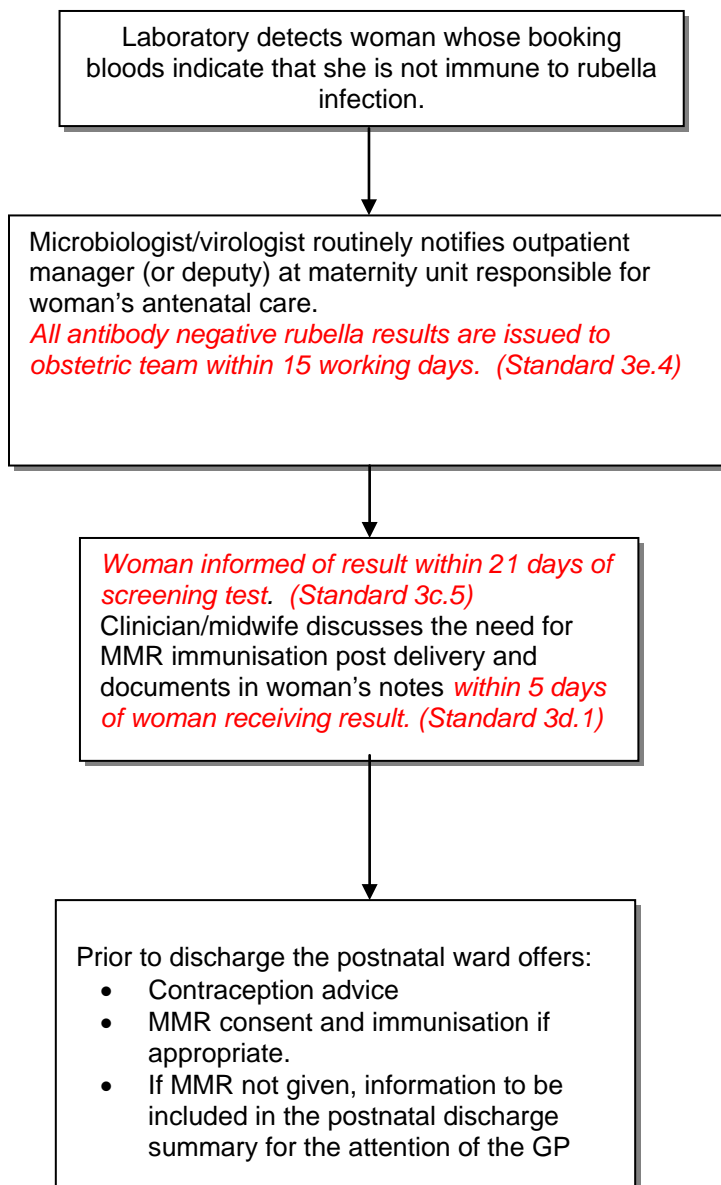 Laboratory detects woman whose booking
bloods indicate that she is not immune to rubella
infection.
Microbiologist/virologist routinely notifies outpatient
manager (or deputy) at maternity unit responsible for
woman's antenatal care.
All antibody negative rubella results are issued to
obstetric team within 15 working days. (Standard 3e.4)
Woman informed of result within 21 days of
screening test. (Standard 3c.5)
Clinician/midwife discusses the need for
MMR immunisation post delivery and
documents in woman's notes within 5 days
of woman receiving result. (Standard 3d.1)
Prior to discharge the postnatal ward offers:
• Contraception advice
• MMR consent and immunisation if
appropriate.
• If MMR not given, information to be
included in the postnatal discharge
summary for the attention of the GP